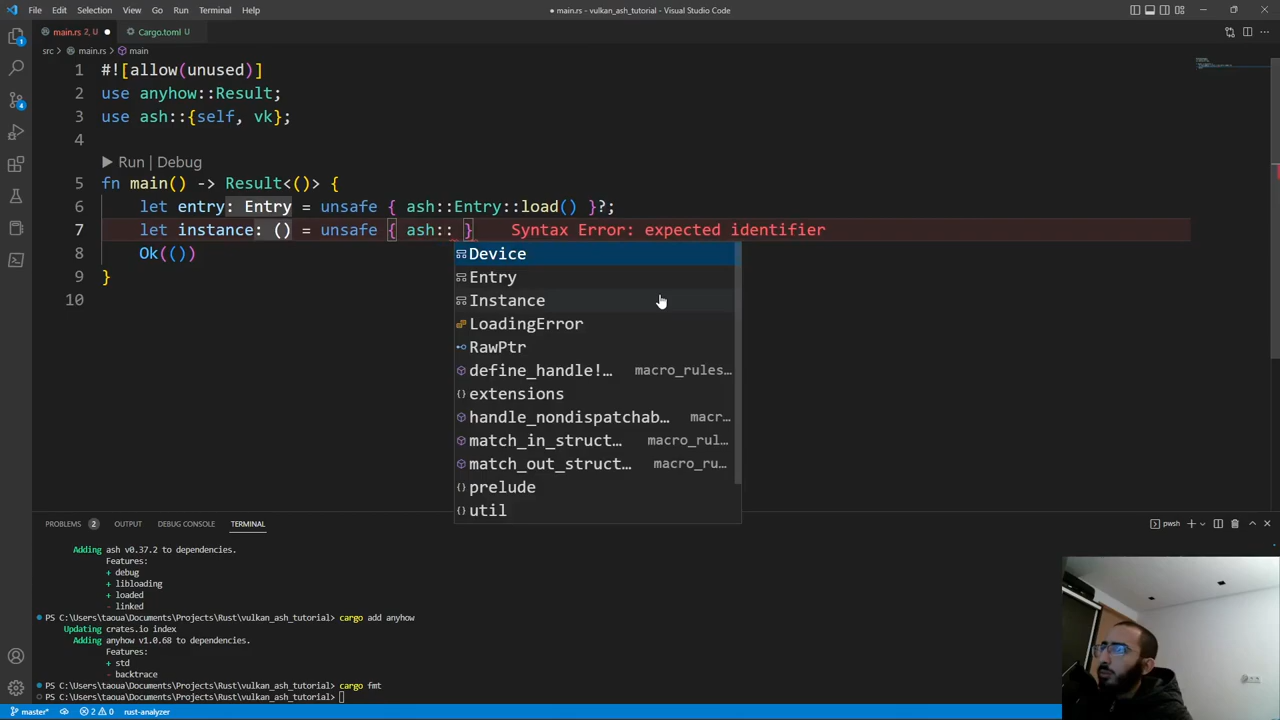 File Edit Selection View Go Run Terminal Help
● main.rs - vulkan_ash_tutorial - Visual Studio Code
main.rs 2, U ●
Cargo.toml U
src > main.rs > main
1 #![allow(unused)]
2 use anyhow::Result;
3 use ash::{self, vk};
4
▶ Run | Debug
5 fn main() -> Result<()> {
6 let entry: Entry = unsafe { ash::Entry::load() }?;
7 let instance: () = unsafe { ash:: } Syntax Error: expected identifier
8 Ok(())
9 }
10
Device
Entry
Instance
LoadingError
RawPtr
define_handle!… macro_rules…
extensions
handle_nondispatchab… macr…
match_in_struct… macro_rul…
match_out_struct… macro_ru…
prelude
util
1
4
PROBLEMS 2 OUTPUT DEBUG CONSOLE TERMINAL
pwsh
Adding ash v0.37.2 to dependencies.
Features:
+ debug
+ libloading
+ loaded
- linked
PS C:\Users\taoua\Documents\Projects\Rust\vulkan_ash_tutorial> cargo add anyhow
Updating crates.io index
Adding anyhow v1.0.68 to dependencies.
Features:
+ std
- backtrace
PS C:\Users\taoua\Documents\Projects\Rust\vulkan_ash_tutorial> cargo fmt
PS C:\Users\taoua\Documents\Projects\Rust\vulkan_ash_tutorial>
master* 2 0 rust-analyzer